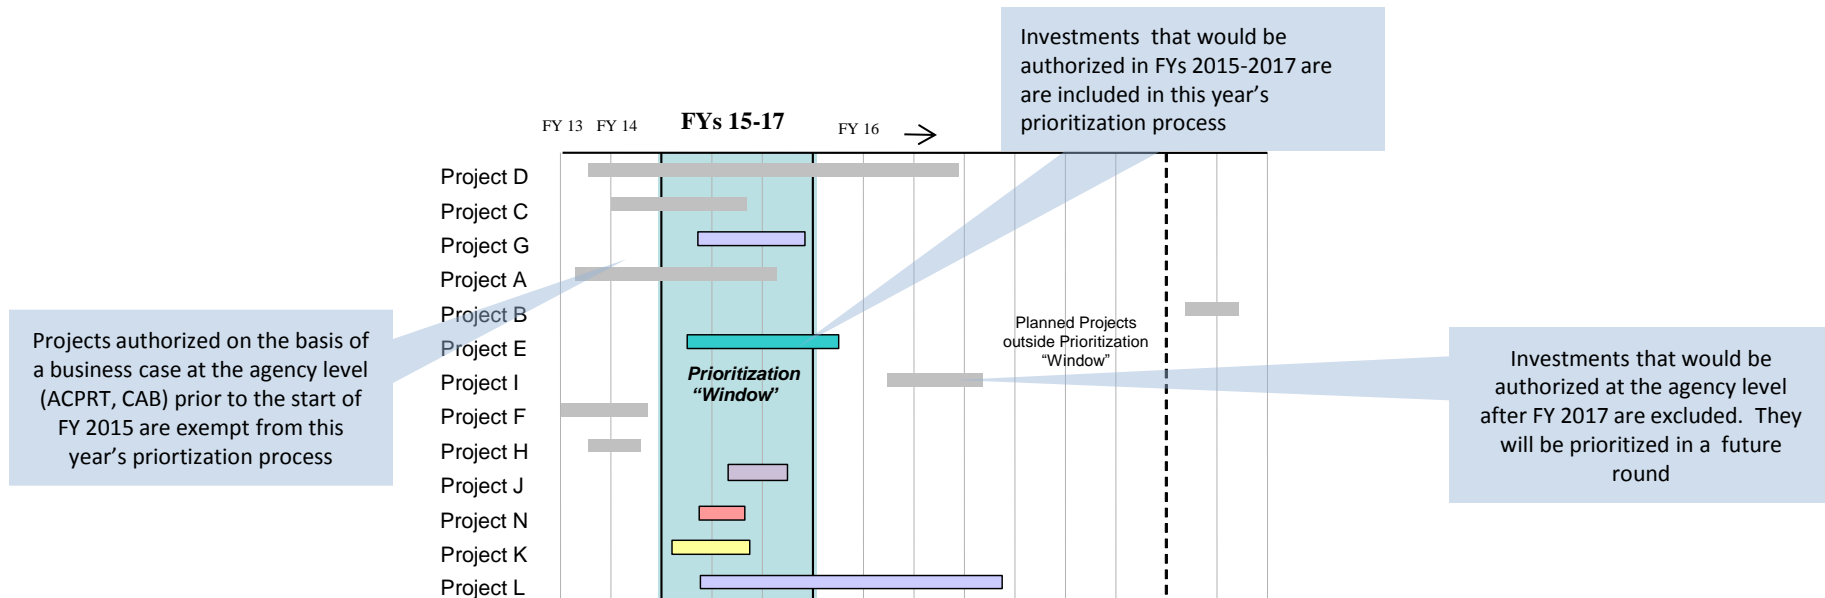 Investments that would be
authorized in FYs 2015-2017 are
are included in this year’s
prioritization process
FY 13 FY 14 FYs 15-17 FY 16
Project D
Project C
Project G
Project A
Project B
Project E
Project I
Project F
Project H
Project J
Project N
Project K
Project L
Prioritization
“Window”
Planned Projects
outside Prioritization
“Window”
Projects authorized on the basis of
a business case at the agency level
(ACPRT, CAB) prior to the start of
FY 2015 are exempt from this
year’s priortization process
Investments that would be
authorized at the agency level
after FY 2017 are excluded. They
will be prioritized in a future
round